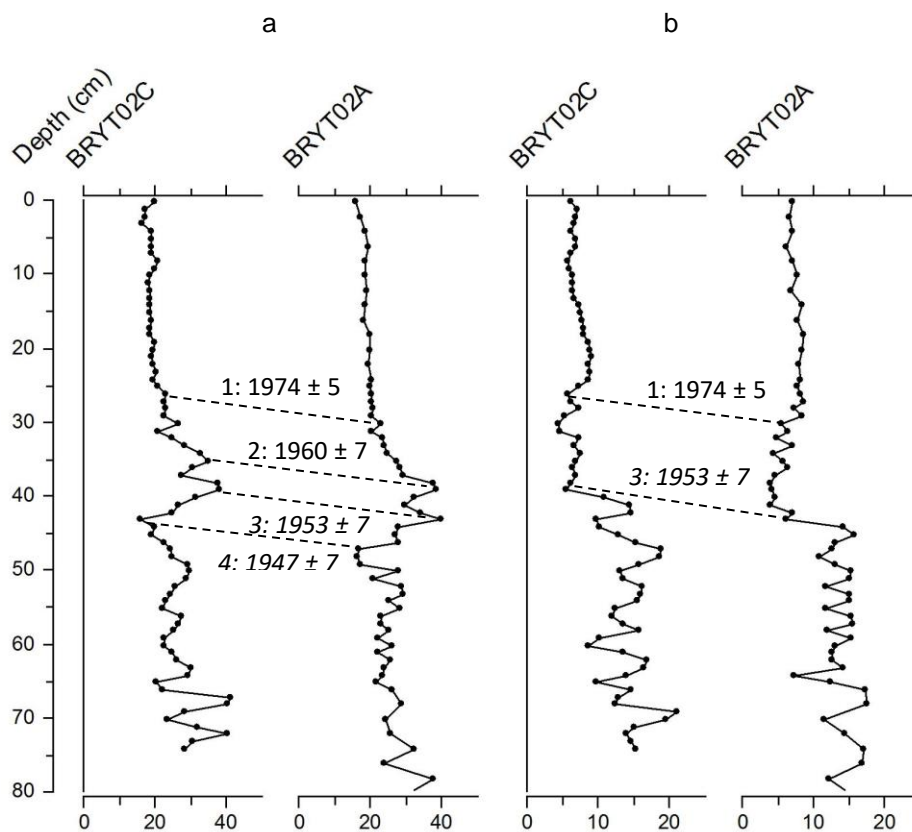 a b
Depth (cm)
BRYT02C
BRYT02A
BRYT02C
BRYT02A
0
10
20
30
40
50
60
70
80
1: 1974 ± 5
2: 1960 ± 7
3: 1953 ± 7
4: 1947 ± 7
1: 1974 ± 5
3: 1953 ± 7
0 20 40 0 20 40 0 10 20 0 10 20